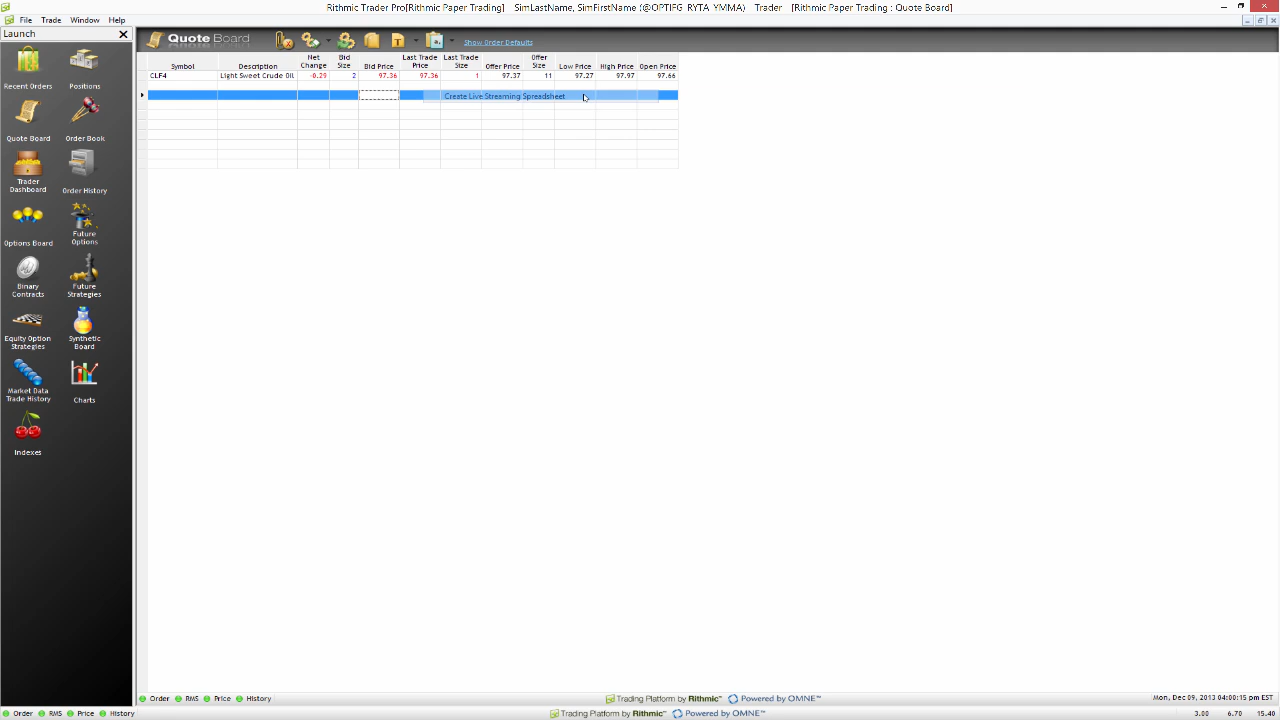 Rithmic Trader Pro[Rithmic Paper Trading] SimLastName, SimFirstName (@OPTIFG_RYTA_YMMA) Trader [Rithmic Paper Trading : Quote Board]
File Trade Window Help
Launch
Recent Orders
Positions
Quote Board
Order Book
Trader Dashboard
Order History
Options Board
Future Options
Binary Contracts
Future Strategies
Equity Option Strategies
Synthetic Board
Market Data Trade History
Charts
Indexes
Quote Board Show Order Defaults
Symbol Description Net Change Bid Size Bid Price Last Trade Price Last Trade Size Offer Price Offer Size Low Price High Price Open Price
CLF4 Light Sweet Crude Oil -0.29 2 97.36 97.36 1 97.37 11 97.27 97.97 97.66
Create Live Streaming Spreadsheet
Order RMS Price History Trading Platform by Rithmic™ Powered by OMNE™ Mon, Dec 09, 2013 04:00:15 pm EST
Order RMS Price History Trading Platform by Rithmic™ Powered by OMNE™ 3.00 6.70 15.40